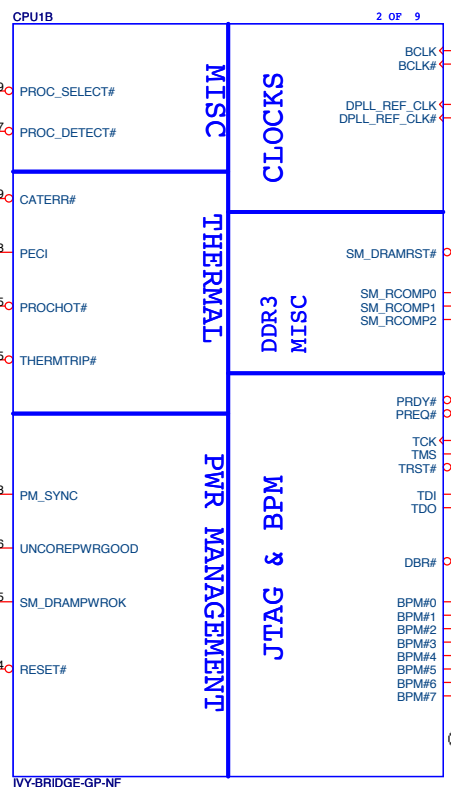 CPU1B
2 OF 9
MISC
PROC_SELECT#
PROC_DETECT#
THERMAL
CATERR#
PECI
PROCHOT#
THERMTRIP#
PWR MANAGEMENT
PM_SYNC
UNCOREPWRGOOD
SM_DRAMPWROK
RESET#
CLOCKS
BCLK
BCLK#
DPLL_REF_CLK
DPLL_REF_CLK#
DDR3
MISC
SM_DRAMRST#
SM_RCOMP0
SM_RCOMP1
SM_RCOMP2
JTAG & BPM
PRDY#
PREQ#
TCK
TMS
TRST#
TDI
TDO
DBR#
BPM#0
BPM#1
BPM#2
BPM#3
BPM#4
BPM#5
BPM#6
BPM#7
IVY-BRIDGE-GP-NF